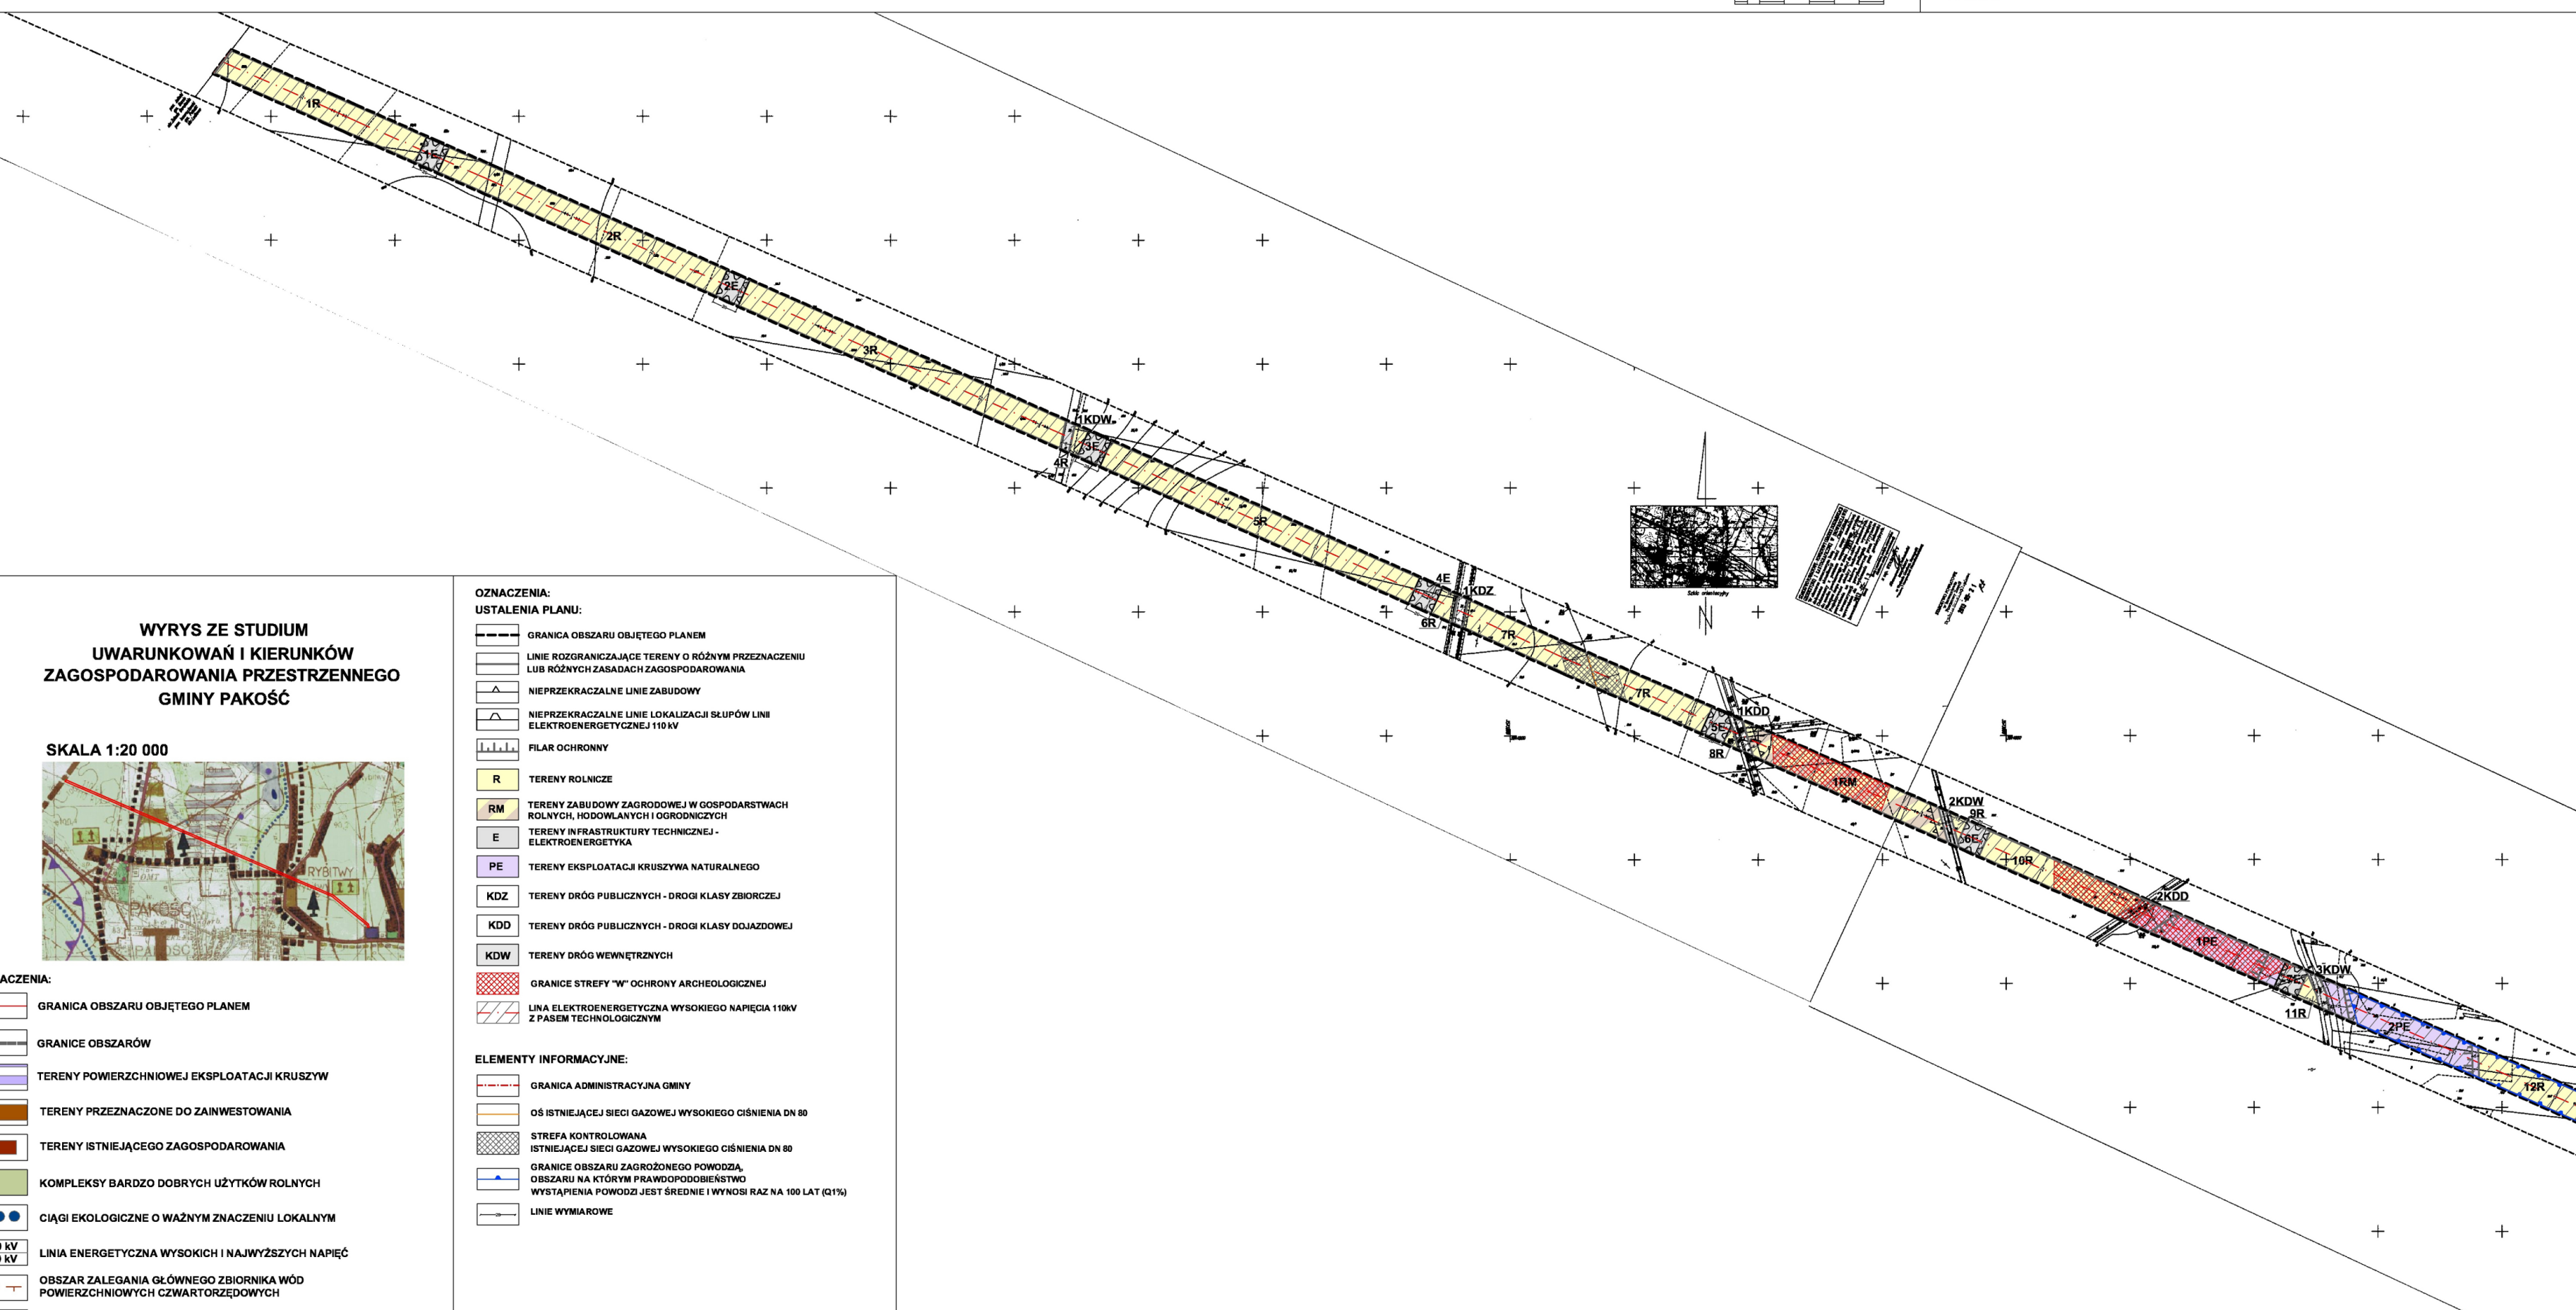 1R
1E
2R
2E
3R
1KDW
3E
4R
5R
4E
1KDZ
6R
7R
7R
1KDD
5E
8R
1RM
2KDW
9R
6E
10R
2KDD
1PE
3KDW
7E
11R
2PE
12R
Szkic orientacyjny
N
WYRYS ZE STUDIUM
UWARUNKOWAŃ I KIERUNKÓW
ZAGOSPODAROWANIA PRZESTRZENNEGO
GMINY PAKOŚĆ
SKALA 1:20 000
RYBITWY
PAKOŚĆ
PAKOŚĆ
ACZENIA:
GRANICA OBSZARU OBJĘTEGO PLANEM
GRANICE OBSZARÓW
TERENY POWIERZCHNIOWEJ EKSPLOATACJI KRUSZYW
TERENY PRZEZNACZONE DO ZAINWESTOWANIA
TERENY ISTNIEJĄCEGO ZAGOSPODAROWANIA
KOMPLEKSY BARDZO DOBRYCH UŻYTKÓW ROLNYCH
CIĄGI EKOLOGICZNE O WAŻNYM ZNACZENIU LOKALNYM
kV
kV
LINIA ENERGETYCZNA WYSOKICH I NAJWYŻSZYCH NAPIĘĆ
OBSZAR ZALEGANIA GŁÓWNEGO ZBIORNIKA WÓD
POWIERZCHNIOWYCH CZWARTORZĘDOWYCH
OZNACZENIA:
USTALENIA PLANU:
GRANICA OBSZARU OBJĘTEGO PLANEM
LINIE ROZGRANICZAJĄCE TERENY O RÓŻNYM PRZEZNACZENIU
LUB RÓŻNYCH ZASADACH ZAGOSPODAROWANIA
NIEPRZEKRACZALNE LINIE ZABUDOWY
NIEPRZEKRACZALNE LINIE LOKALIZACJI SŁUPÓW LINII
ELEKTROENERGETYCZNEJ 110 kV
FILAR OCHRONNY
R TERENY ROLNICZE
RM TERENY ZABUDOWY ZAGRODOWEJ W GOSPODARSTWACH
ROLNYCH, HODOWLANYCH I OGRODNICZYCH
E TERENY INFRASTRUKTURY TECHNICZNEJ -
ELEKTROENERGETYKA
PE TERENY EKSPLOATACJI KRUSZYWA NATURALNEGO
KDZ TERENY DRÓG PUBLICZNYCH - DROGI KLASY ZBIORCZEJ
KDD TERENY DRÓG PUBLICZNYCH - DROGI KLASY DOJAZDOWEJ
KDW TERENY DRÓG WEWNĘTRZNYCH
GRANICE STREFY "W" OCHRONY ARCHEOLOGICZNEJ
LINA ELEKTROENERGETYCZNA WYSOKIEGO NAPIĘCIA 110kV
Z PASEM TECHNOLOGICZNYM
ELEMENTY INFORMACYJNE:
GRANICA ADMINISTRACYJNA GMINY
OŚ ISTNIEJĄCEJ SIECI GAZOWEJ WYSOKIEGO CIŚNIENIA DN 80
STREFA KONTROLOWANA
ISTNIEJĄCEJ SIECI GAZOWEJ WYSOKIEGO CIŚNIENIA DN 80
GRANICE OBSZARU ZAGROŻONEGO POWODZIĄ,
OBSZARU NA KTÓRYM PRAWDOPODOBIEŃSTWO
WYSTĄPIENIA POWODZI JEST ŚREDNIE I WYNOSI RAZ NA 100 LAT (Q1%)
LINIE WYMIAROWE